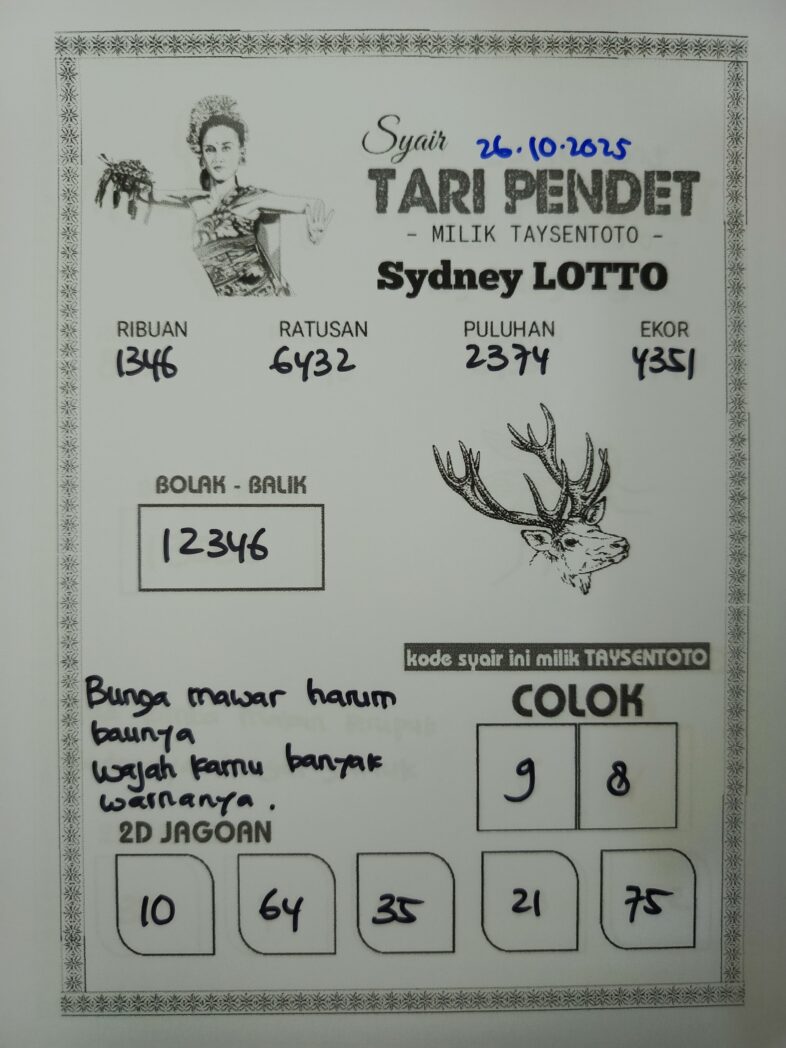 Syair 26.10.2025
TARI PENDET
- MILIK TAYSENTOTO -
Sydney LOTTO
RIBUAN RATUSAN PULUHAN EKOR
1346 6432 2374 4351
BOLAK - BALIK
12346
kode syair ini milik TAYSENTOTO
Bunga mawar harum
baunya
wajah kamu banyak
warnanya.
COLOK
9 8
2D JAGOAN
10 64 35 21 75